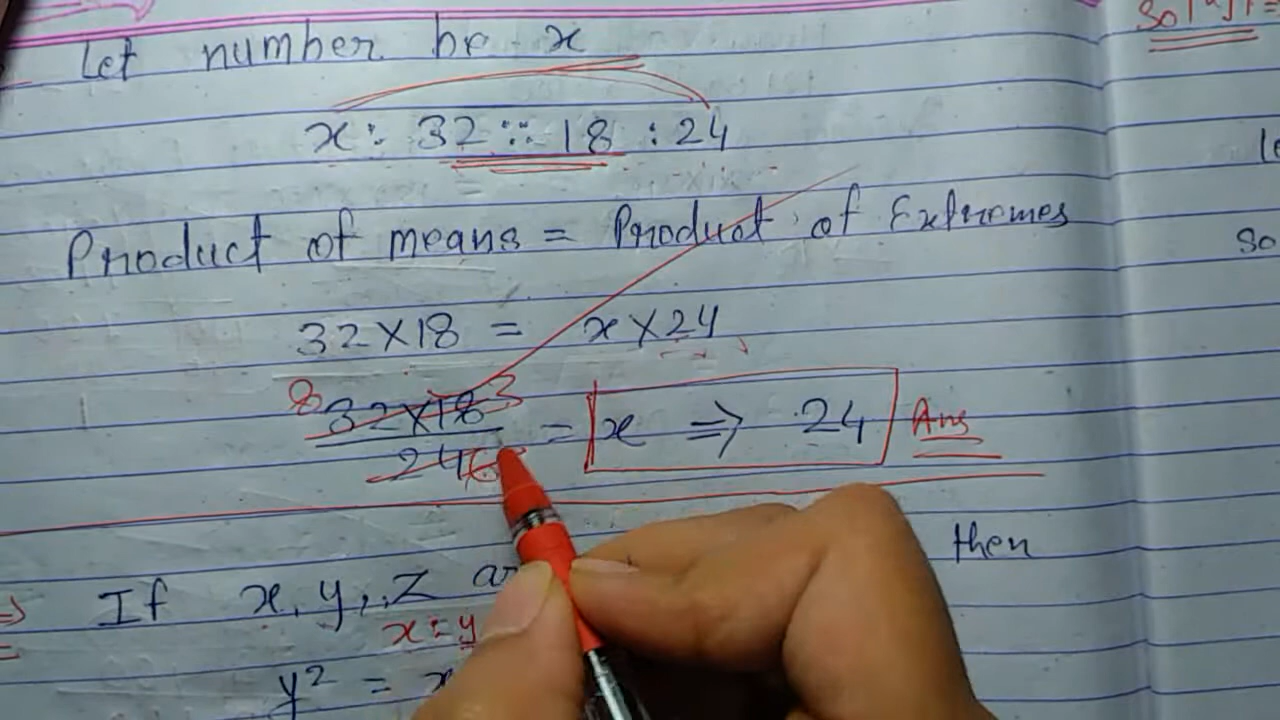 Let number be x
x : 32 :: 18 : 24
Product of means = Product of Extremes
32 × 18 = x × 24
8 3
32 × 18
24 6 = x ⇒ 24 Ans
then
⇒ If x, y, z
x : y
y² =
So